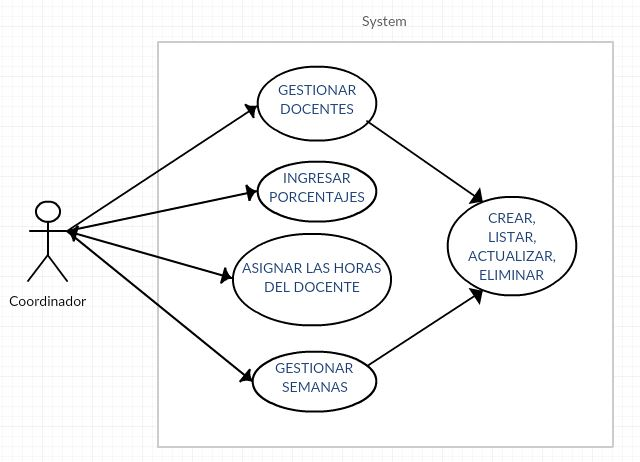 System
GESTIONAR
DOCENTES
INGRESAR
PORCENTAJES
CREAR,
LISTAR,
ACTUALIZAR,
ELIMINAR
ASIGNAR LAS HORAS
DEL DOCENTE
Coordinador
GESTIONAR
SEMANAS